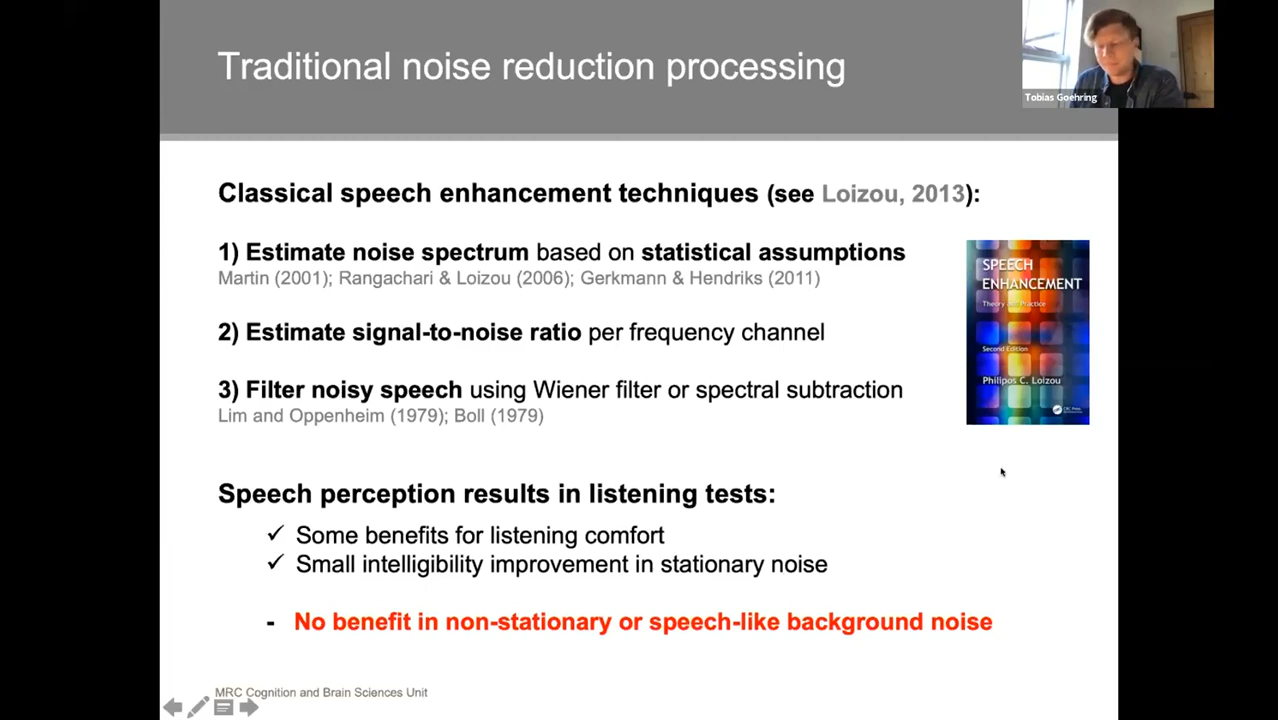 Traditional noise reduction processing
Tobias Goehring
Classical speech enhancement techniques (see Loizou, 2013):
1) Estimate noise spectrum based on statistical assumptions
Martin (2001); Rangachari & Loizou (2006); Gerkmann & Hendriks (2011)
2) Estimate signal-to-noise ratio per frequency channel
3) Filter noisy speech using Wiener filter or spectral subtraction
Lim and Oppenheim (1979); Boll (1979)
SPEECH
ENHANCEMENT
Theory and Practice
Second Edition
Philipos C. Loizou
CRC Press
Speech perception results in listening tests:
✓ Some benefits for listening comfort
✓ Small intelligibility improvement in stationary noise
- No benefit in non-stationary or speech-like background noise
MRC Cognition and Brain Sciences Unit